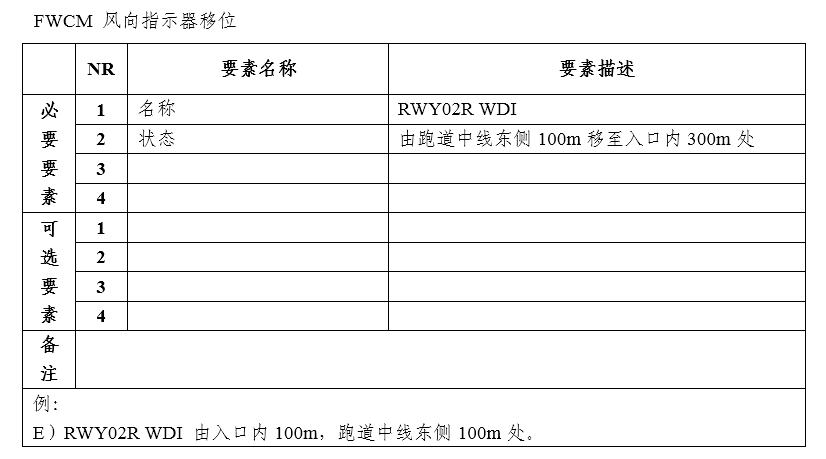 FWCM 风向指示器移位
NR 要素名称 要素描述
必要要素
1 名称 RWY02R WDI
2 状态 由跑道中线东侧 100m 移至入口内 300m 处
3
4
可选要素
1
2
3
4
备注
例：
E）RWY02R WDI 由入口内 100m，跑道中线东侧 100m 处。